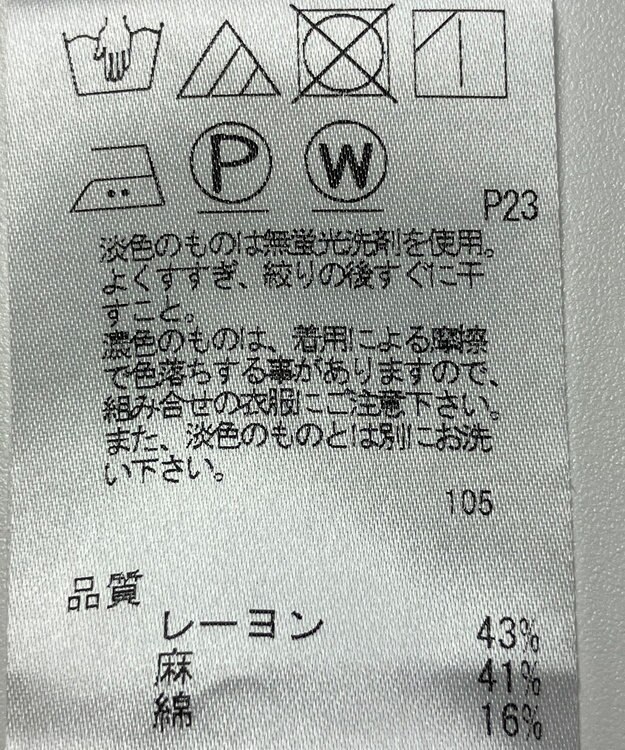 P W
P23
淡色のものは無蛍光洗剤を使用。
よくすすぎ、絞りの後すぐに干
すこと。
濃色のものは、着用による摩擦
で色落ちする事がありますので、
組み合せの衣服にご注意下さい。
また、淡色のものとは別にお洗
い下さい。
105
品質
レーヨン 43%
麻 41%
綿 16%